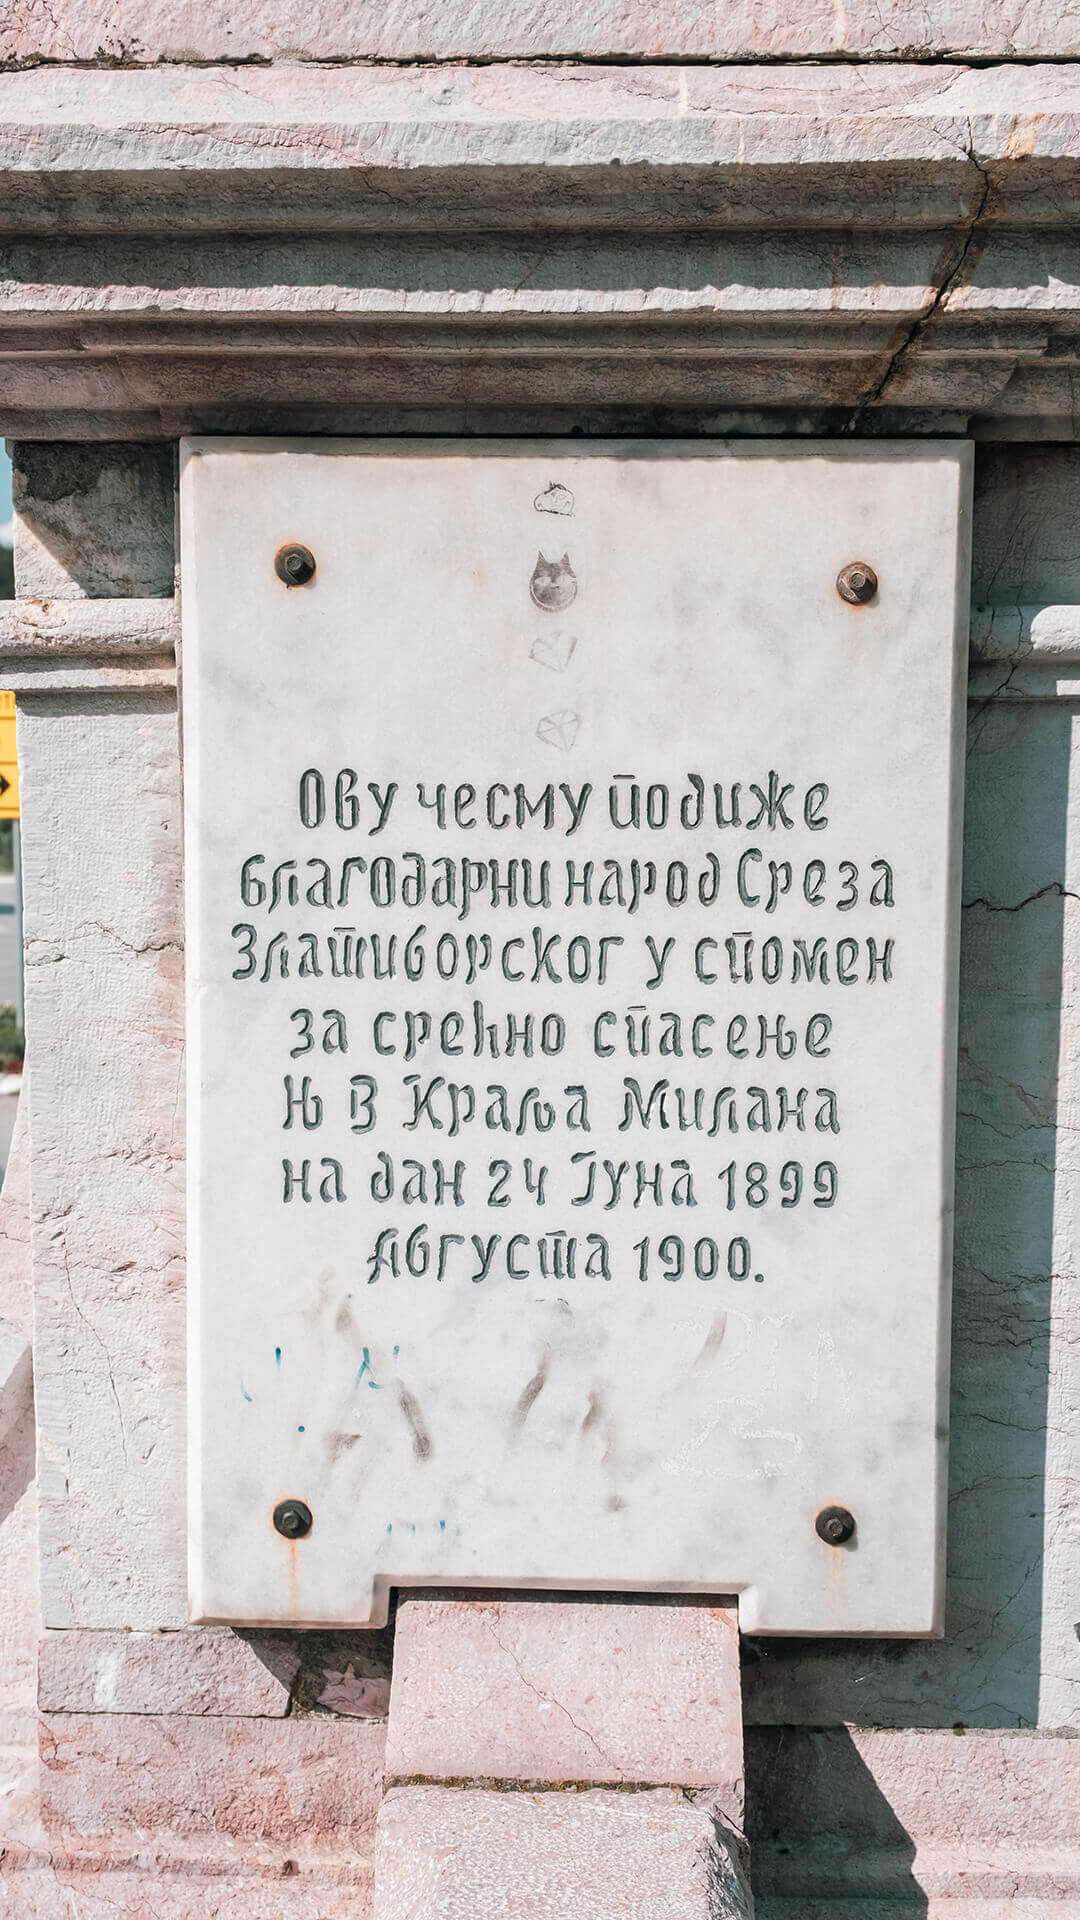 Ову чесму подиже
благодарни народ Среза
Златиборског у спомен
за срећно спасење
Њ В Краља Милана
на дан 24 Јуна 1899
Августа 1900.